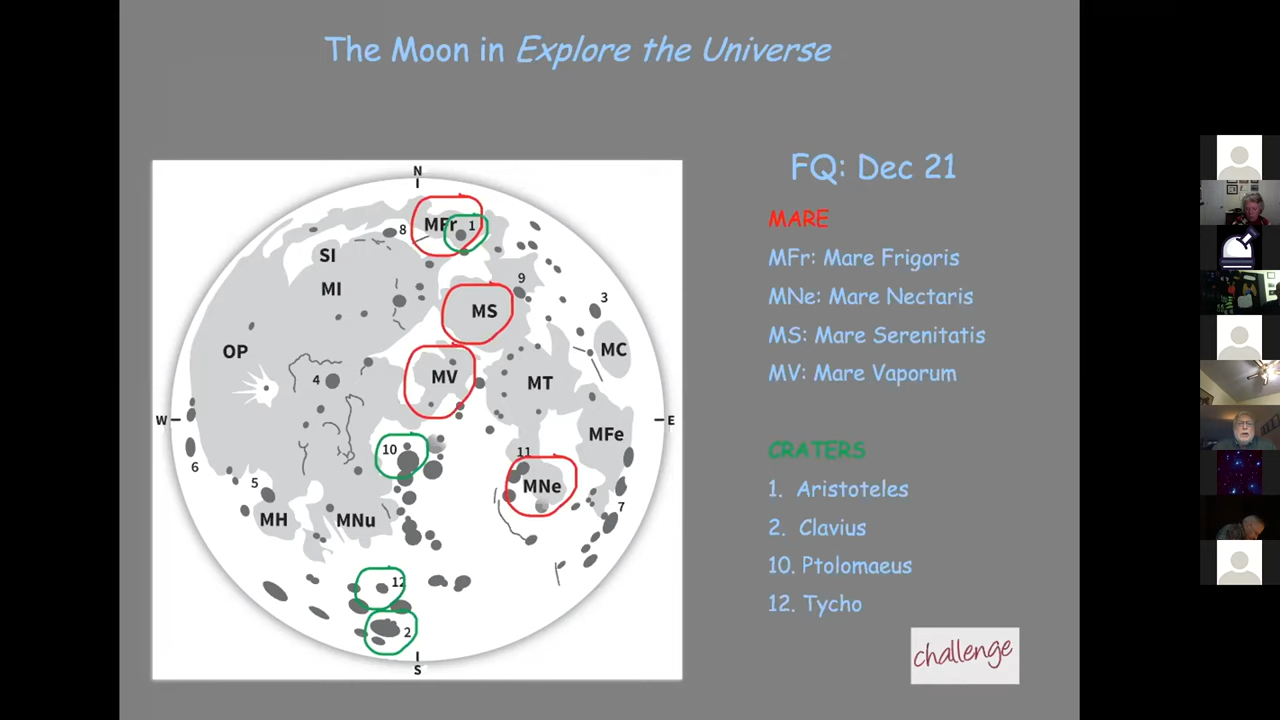 The Moon in Explore the Universe
N
MFr
1
8
SI
9
MI
3
MS
OP
MC
MV
4
MT
W
E
MFe
10
11
6
5
MNe
7
MH
MNu
12
2
S
FQ: Dec 21
MARE
MFr: Mare Frigoris
MNe: Mare Nectaris
MS: Mare Serenitatis
MV: Mare Vaporum
CRATERS
1. Aristoteles
2. Clavius
10. Ptolomaeus
12. Tycho
challenge